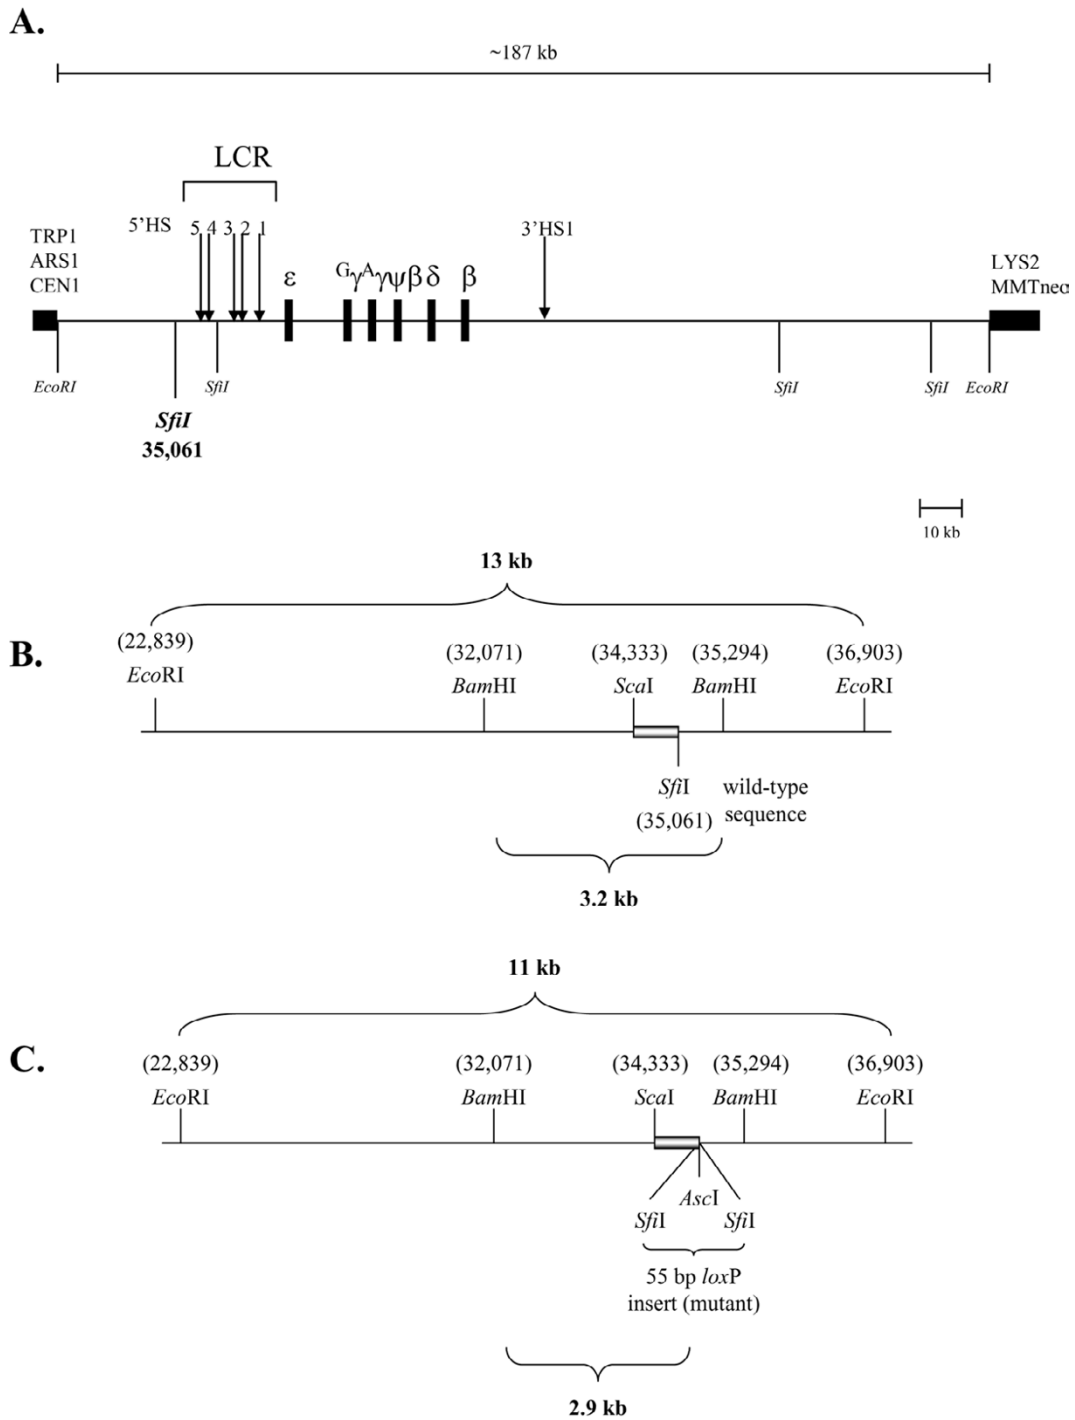 A.
~187 kb
LCR
5'HS 5 4 3 2 1
3'HS1
TRP1
ARS1
CEN1
LYS2
MMTneo
ε GγAγψβδ β
EcoRI
SfiI
SfiI
SfiI
EcoRI
SfiI
35,061
10 kb
13 kb
B.
(22,839) (32,071) (34,333) (35,294) (36,903)
EcoRI BamHI ScaI BamHI EcoRI
SfiI
(35,061)
wild-type
sequence
3.2 kb
11 kb
C.
(22,839) (32,071) (34,333) (35,294) (36,903)
EcoRI BamHI ScaI BamHI EcoRI
AscI
SfiI SfiI
55 bp loxP
insert (mutant)
2.9 kb